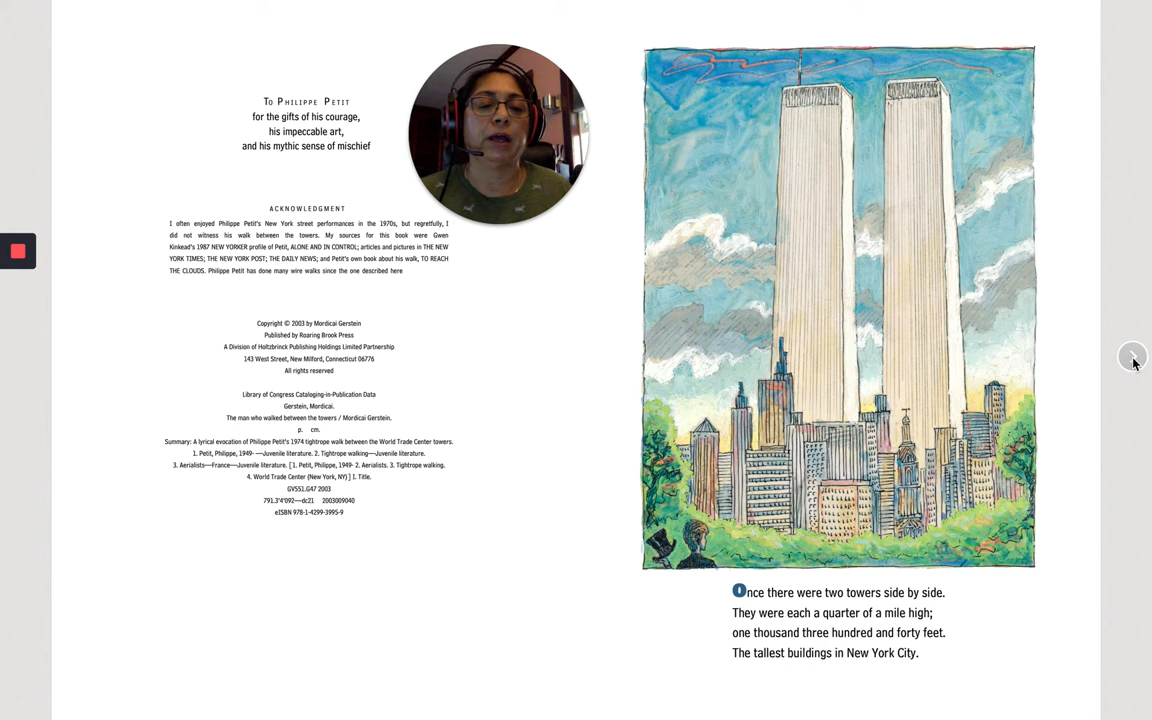 To Philippe Petit
for the gifts of his courage,
his impeccable art,
and his mythic sense of mischief
ACKNOWLEDGMENT
I often enjoyed Philippe Petit's New York street performances in the 1970s, but regretfully, I
did not witness his walk between the towers. My sources for this book were Gwen
Kinkead's 1987 NEW YORKER profile of Petit, ALONE AND IN CONTROL; articles and pictures in THE NEW
YORK TIMES; THE NEW YORK POST; THE DAILY NEWS; and Petit's own book about his walk, TO REACH
THE CLOUDS. Philippe Petit has done many wire walks since the one described here
Copyright © 2003 by Mordicai Gerstein
Published by Roaring Brook Press
A Division of Holtzbrinck Publishing Holdings Limited Partnership
143 West Street, New Milford, Connecticut 06776
All rights reserved
Library of Congress Cataloging-in-Publication Data
Gerstein, Mordicai.
The man who walked between the towers / Mordicai Gerstein.
p. cm.
Summary: A lyrical evocation of Philippe Petit's 1974 tightrope walk between the World Trade Center towers.
1. Petit, Philippe, 1949- —Juvenile literature. 2. Tightrope walking—Juvenile literature.
3. Aerialists—France—Juvenile literature. [1. Petit, Philippe, 1949- 2. Aerialists. 3. Tightrope walking.
4. World Trade Center (New York, NY)] I. Title.
GV551.G47 2003
791.3'4'092—dc21 2003009040
eISBN 978-1-4299-3995-9
Once there were two towers side by side.
They were each a quarter of a mile high;
one thousand three hundred and forty feet.
The tallest buildings in New York City.